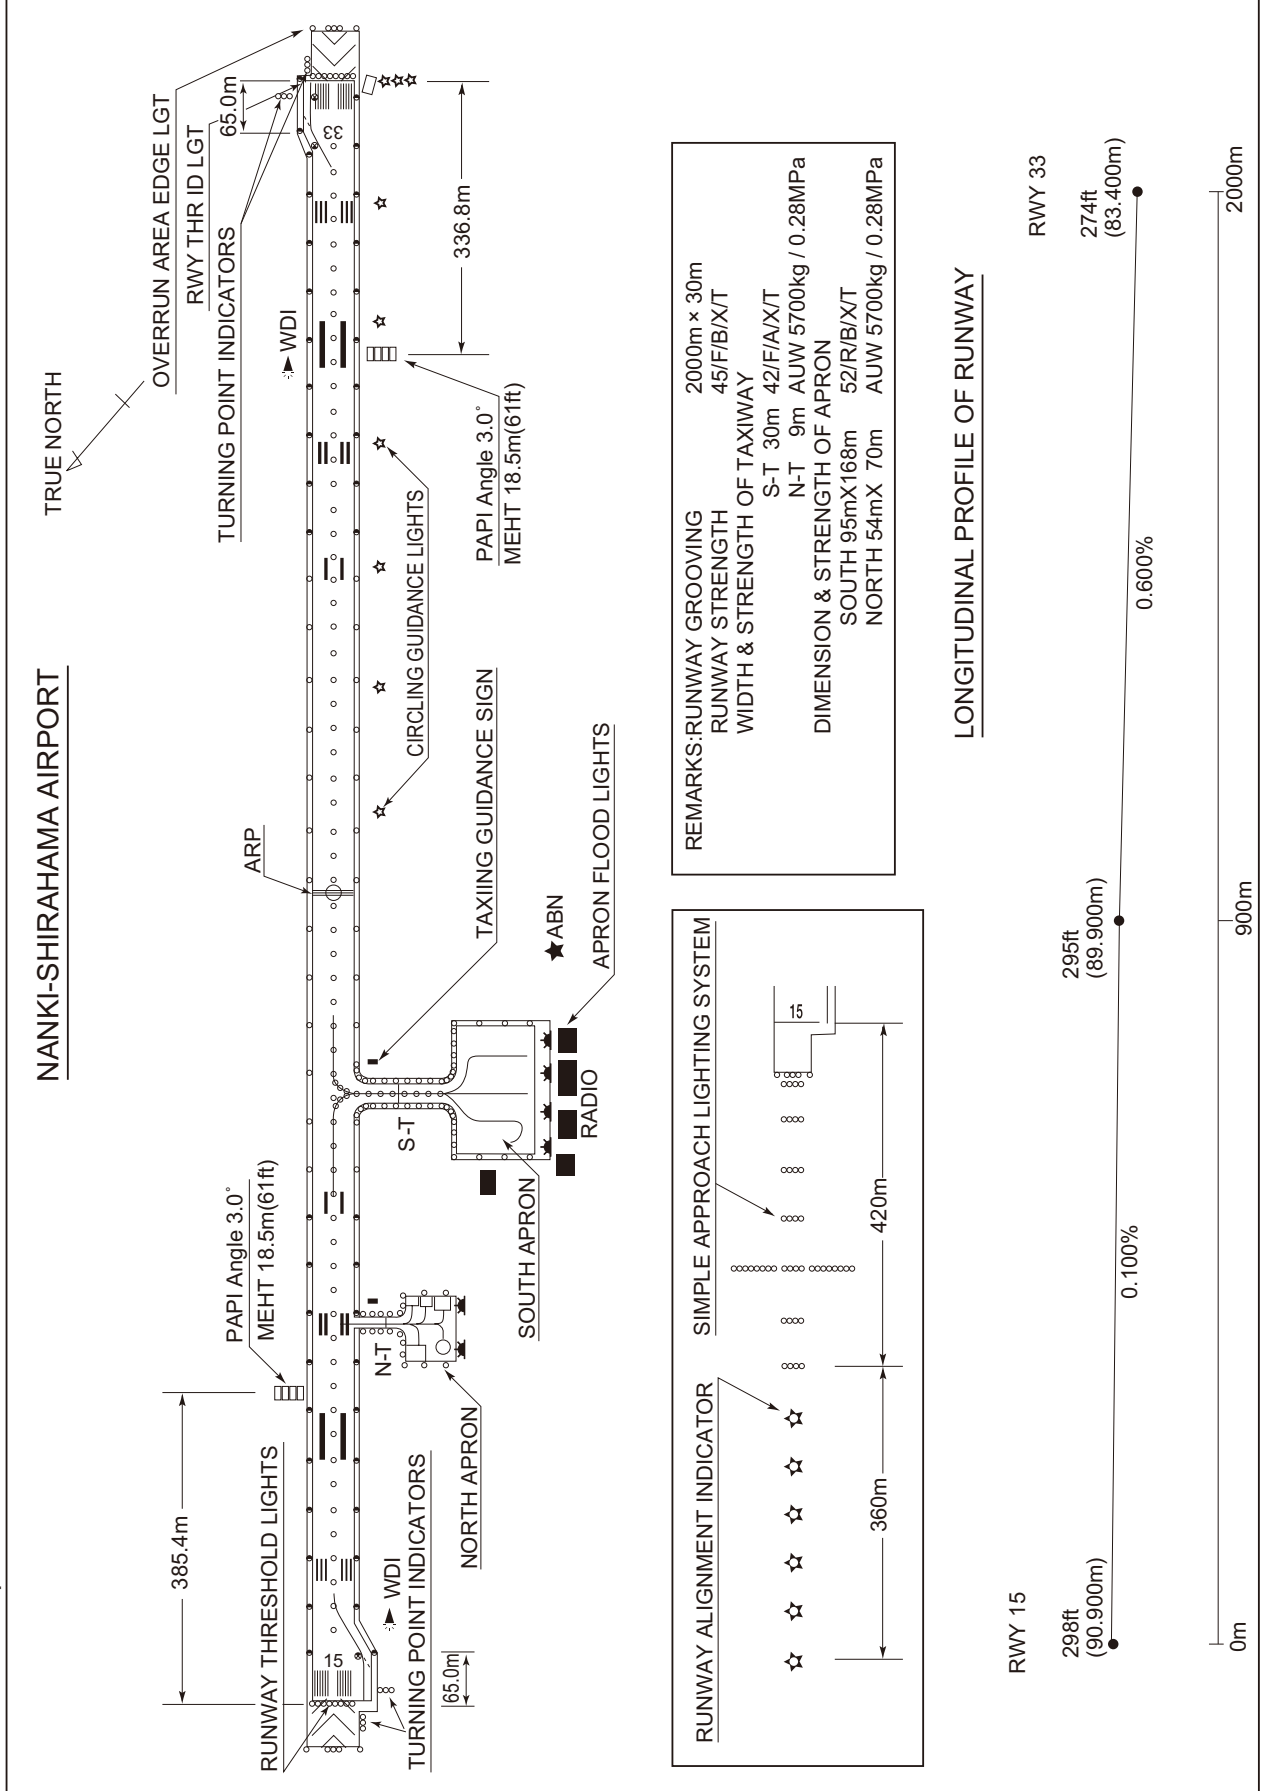 NANKI-SHIRAHAMA AIRPORT
TRUE NORTH
OVERRUN AREA EDGE LGT
RWY THR ID LGT
TURNING POINT INDICATORS
65.0m
33
WDI
336.8m
PAPI Angle 3.0°
MEHT 18.5m(61ft)
CIRCLING GUIDANCE LIGHTS
ARP
TAXIING GUIDANCE SIGN
ABN
APRON FLOOD LIGHTS
RADIO
S-T
SOUTH APRON
PAPI Angle 3.0°
MEHT 18.5m(61ft)
N-T
NORTH APRON
385.4m
RUNWAY THRESHOLD LIGHTS
15
WDI
TURNING POINT INDICATORS
65.0m
RUNWAY ALIGNMENT INDICATOR
SIMPLE APPROACH LIGHTING SYSTEM
15
360m
420m
REMARKS:RUNWAY GROOVING 2000m×30m
RUNWAY STRENGTH 45/F/B/X/T
WIDTH & STRENGTH OF TAXIWAY
S-T 30m 42/F/A/X/T
N-T 9m AUW 5700kg / 0.28MPa
DIMENSION & STRENGTH OF APRON
SOUTH 95mX168m 52/R/B/X/T
NORTH 54mX 70m AUW 5700kg / 0.28MPa
LONGITUDINAL PROFILE OF RUNWAY
RWY 15
298ft
(90.900m)
0.100%
295ft
(89.900m)
0.600%
RWY 33
274ft
(83.400m)
0m
900m
2000m